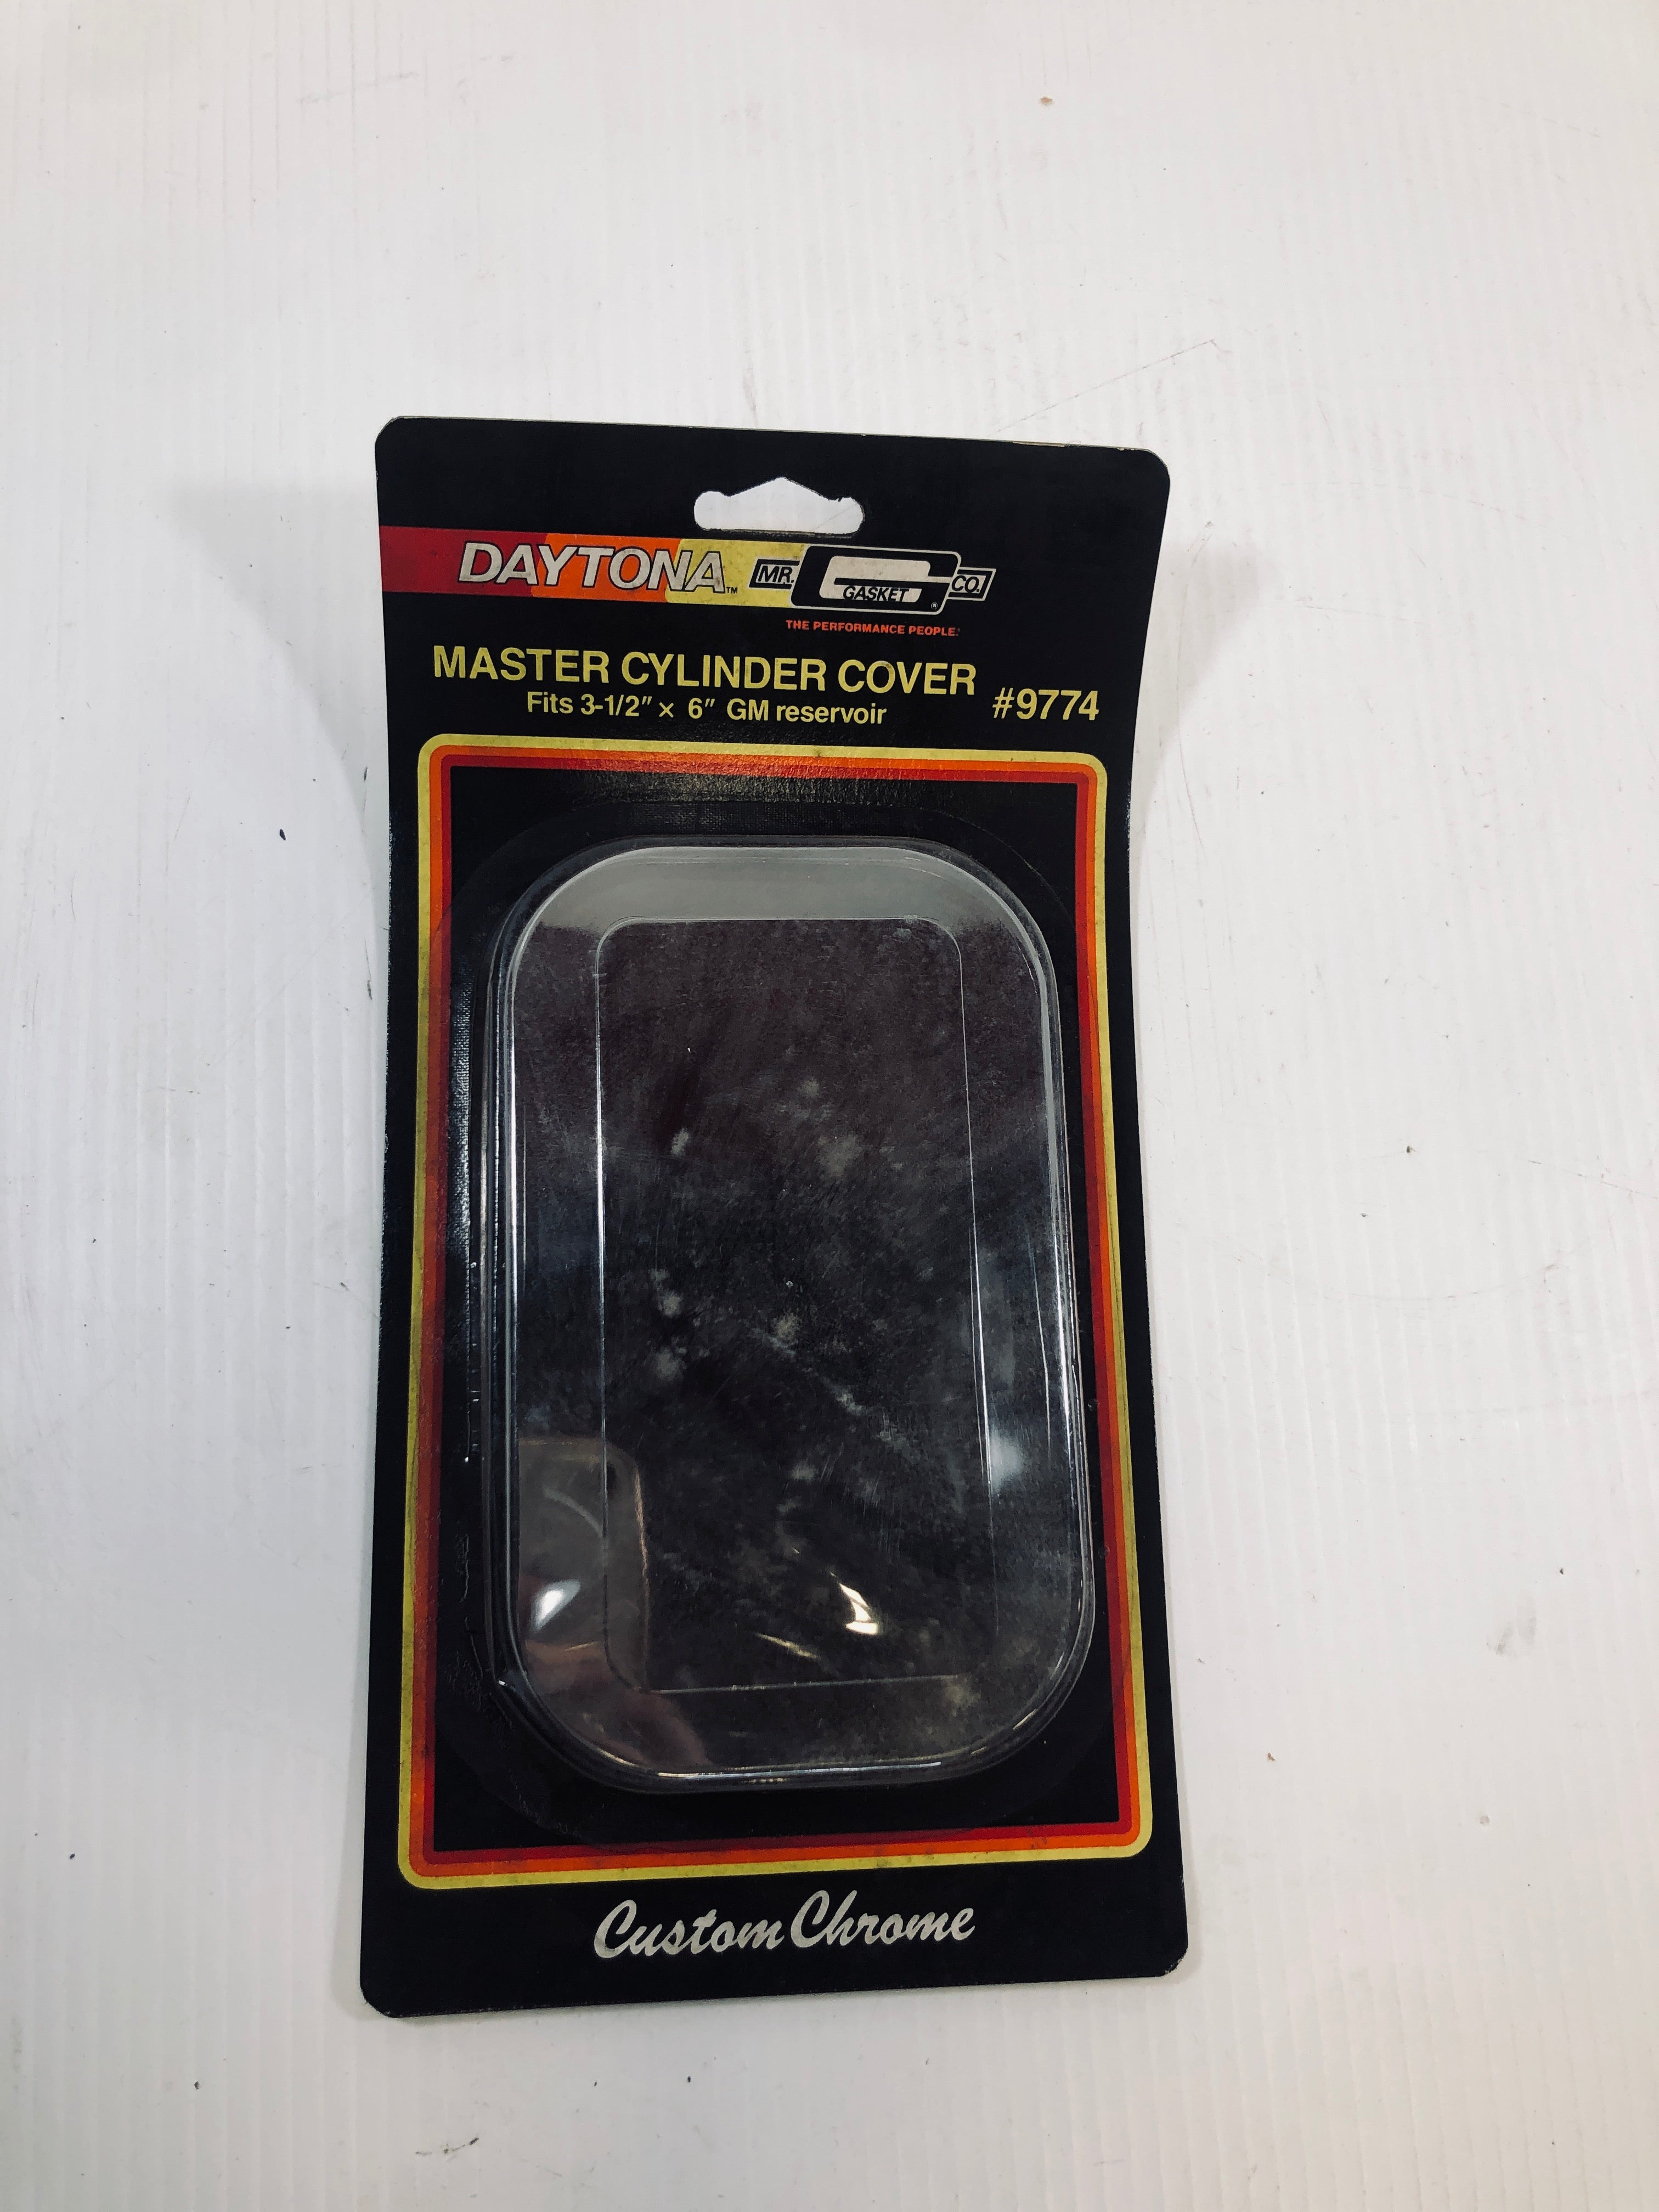 DAYTONA™ MR. GASKET® CO.
THE PERFORMANCE PEOPLE.
MASTER CYLINDER COVER
Fits 3-1/2" × 6" GM reservoir #9774
Custom Chrome